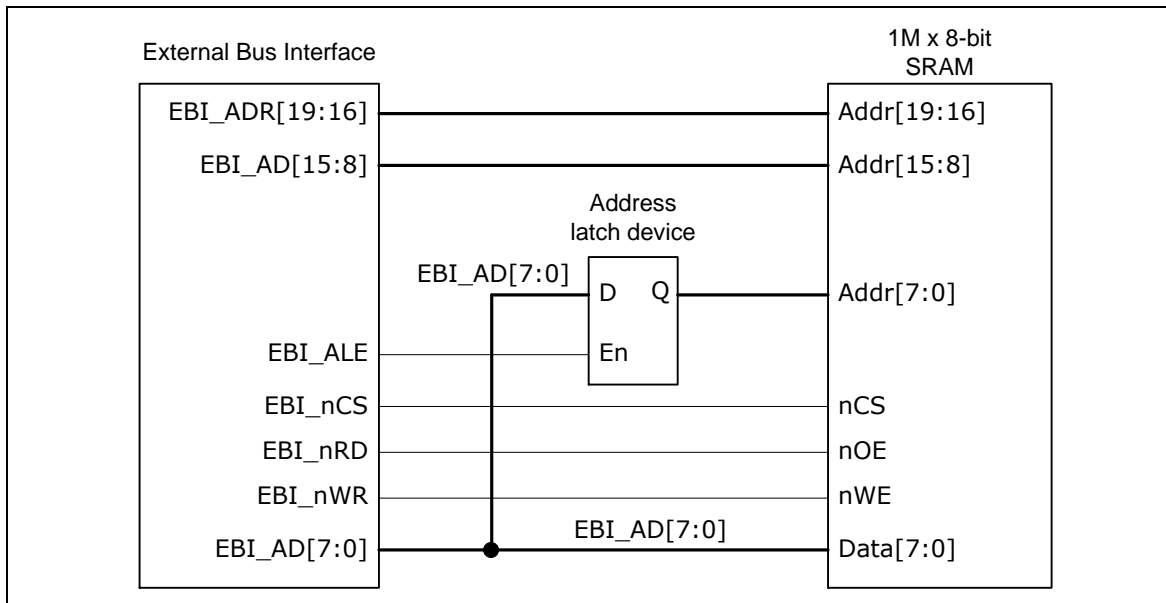 External Bus Interface
1M x 8-bit
SRAM
EBI_ADR[19:16]
Addr[19:16]
EBI_AD[15:8]
Addr[15:8]
Address
latch device
EBI_AD[7:0]
D Q
Addr[7:0]
EBI_ALE
En
EBI_nCS
nCS
EBI_nRD
nOE
EBI_nWR
nWE
EBI_AD[7:0]
EBI_AD[7:0]
Data[7:0]